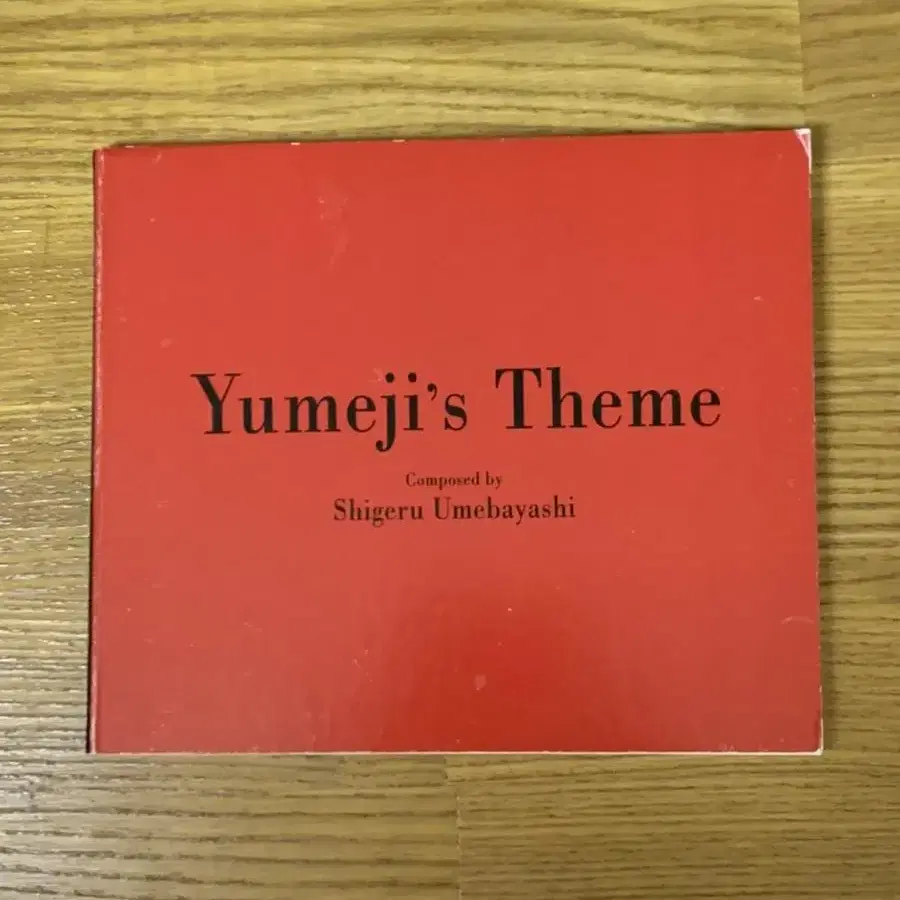 Yumeji's Theme
Composed by
Shigeru Umebayashi